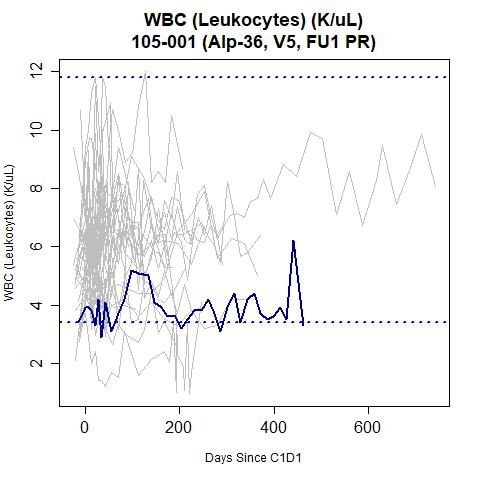 WBC (Leukocytes) (K/uL)
105-001 (Alp-36, V5, FU1 PR)
WBC (Leukocytes) (K/uL)
12
10
8
6
4
2
0 200 400 600
Days Since C1D1